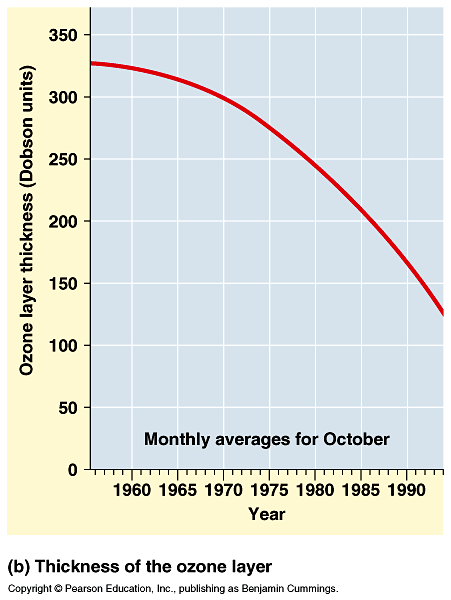 350
300
250
200
150
100
50
0
Ozone layer thickness (Dobson units)
Monthly averages for October
1960 1965 1970 1975 1980 1985 1990
Year
(b) Thickness of the ozone layer
Copyright © Pearson Education, Inc., publishing as Benjamin Cummings.